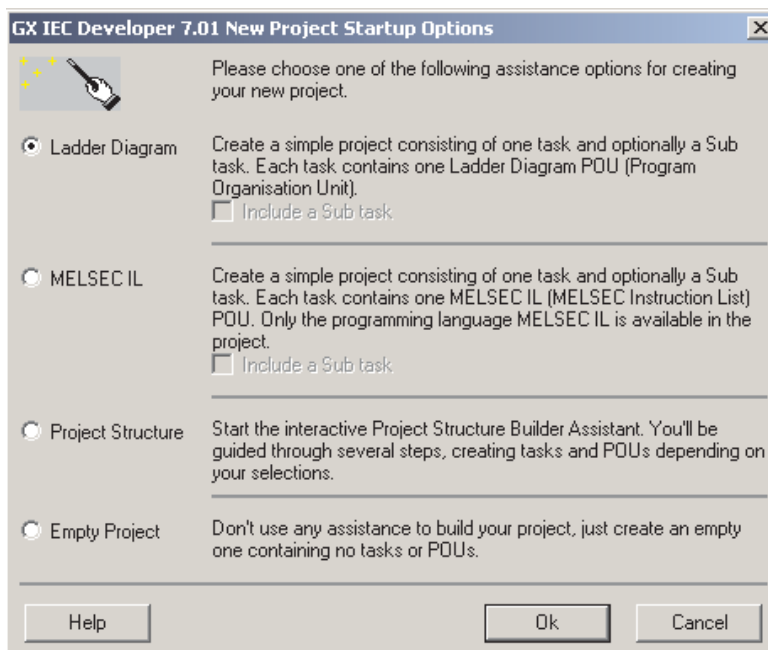 GX IEC Developer 7.01 New Project Startup Options
Please choose one of the following assistance options for creating
your new project.
Ladder Diagram
Create a simple project consisting of one task and optionally a Sub
task. Each task contains one Ladder Diagram POU (Program
Organisation Unit).
Include a Sub task
MELSEC IL
Create a simple project consisting of one task and optionally a Sub
task. Each task contains one MELSEC IL (MELSEC Instruction List)
POU. Only the programming language MELSEC IL is available in the
project.
Include a Sub task
Project Structure
Start the interactive Project Structure Builder Assistant. You'll be
guided through several steps, creating tasks and POUs depending on
your selections.
Empty Project
Don't use any assistance to build your project, just create an empty
one containing no tasks or POUs.
Help
Ok
Cancel